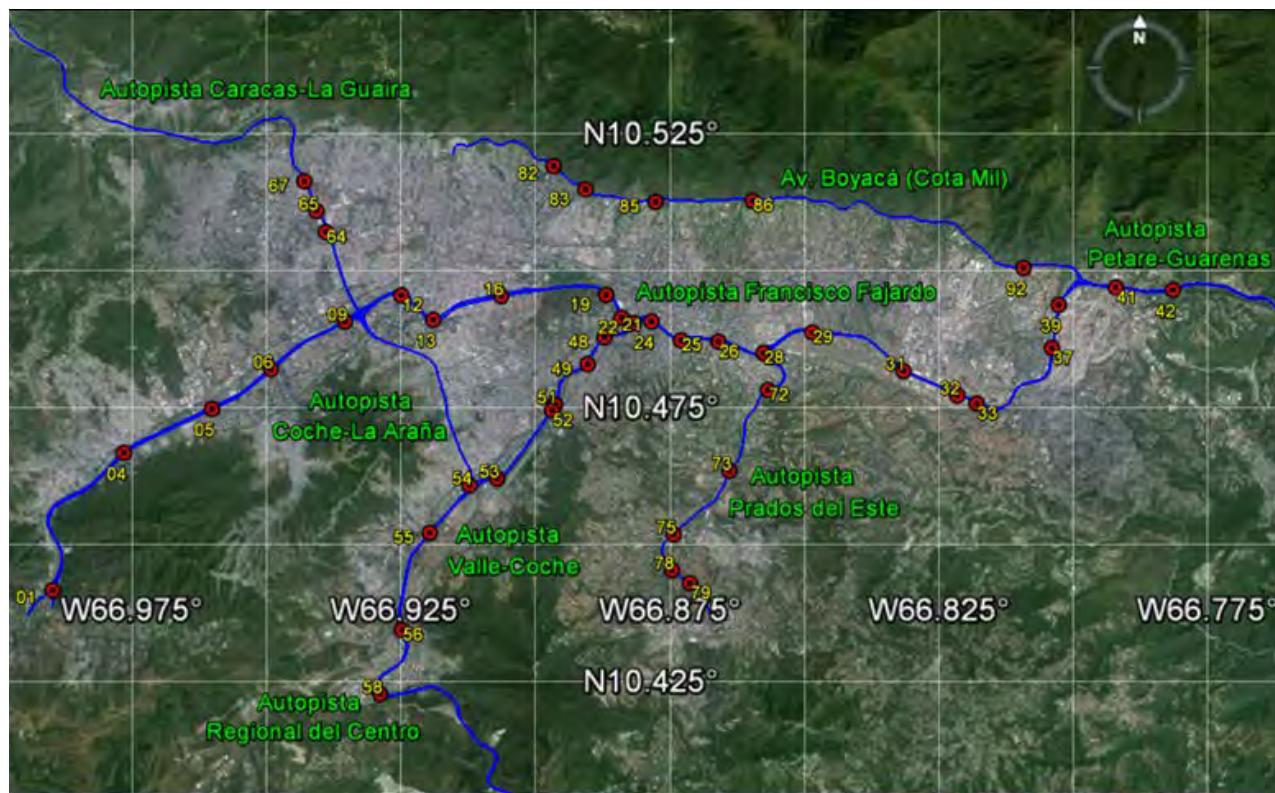 N
Autopista Caracas-La Guaira
N10.525°
82
67
83
Av. Boyacá (Cota Mil)
65
85
86
64
Autopista
Petare-Guarenas
92
12
16
19
Autopista Francisco Fajardo
41
42
09
13
22
21
39
48
24
25
26
28
29
37
06
49
31
72
32
33
51
52
N10.475°
05
Autopista
Coche-La Araña
04
54
53
73
Autopista
Prados del Este
55
Autopista
Valle-Coche
75
78
79
01
W66.975°
W66.925°
W66.875°
W66.825°
W66.775°
56
58
N10.425°
Autopista
Regional del Centro